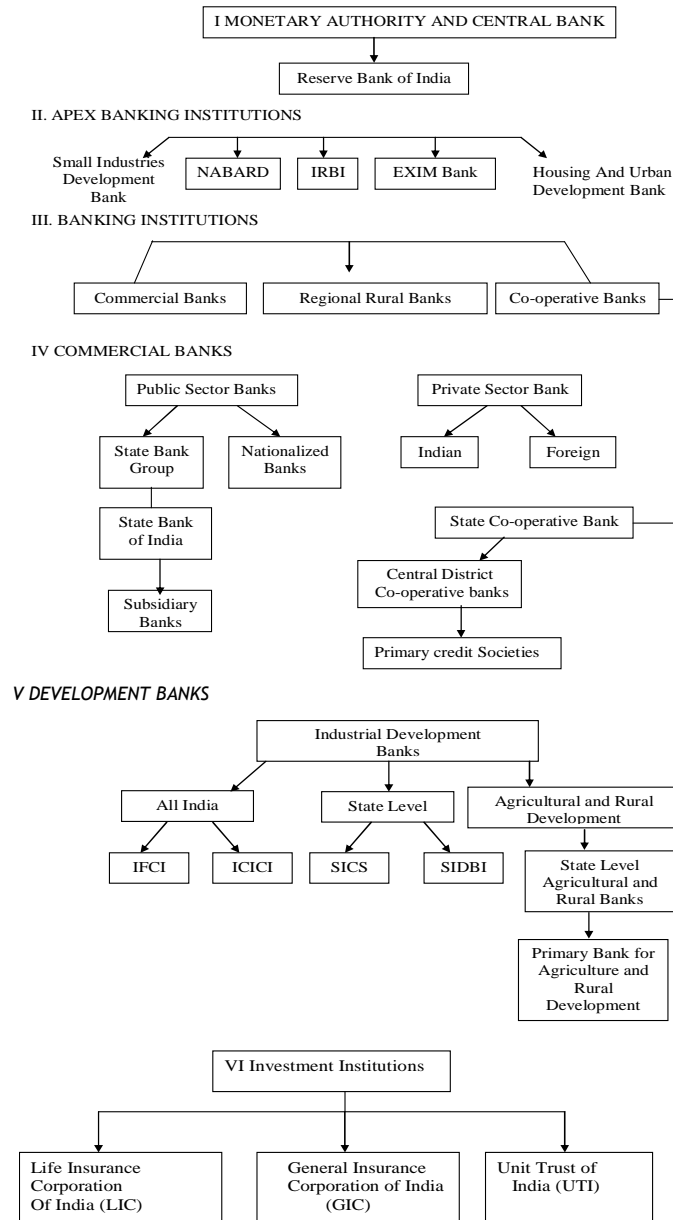 I MONETARY AUTHORITY AND CENTRAL BANK
Reserve Bank of India
II. APEX BANKING INSTITUTIONS
Small Industries
Development
Bank
NABARD
IRBI
EXIM Bank
Housing And Urban
Development Bank
III. BANKING INSTITUTIONS
Commercial Banks
Regional Rural Banks
Co-operative Banks
IV COMMERCIAL BANKS
Public Sector Banks
Private Sector Bank
State Bank
Group
Nationalized
Banks
Indian
Foreign
State Bank
of India
State Co-operative Bank
Subsidiary
Banks
Central District
Co-operative banks
Primary credit Societies
V DEVELOPMENT BANKS
Industrial Development
Banks
All India
State Level
Agricultural and Rural
Development
IFCI
ICICI
SICS
SIDBI
State Level
Agricultural and
Rural Banks
Primary Bank for
Agriculture and
Rural
Development
VI Investment Institutions
Life Insurance
Corporation
Of India (LIC)
General Insurance
Corporation of India
(GIC)
Unit Trust of
India (UTI)